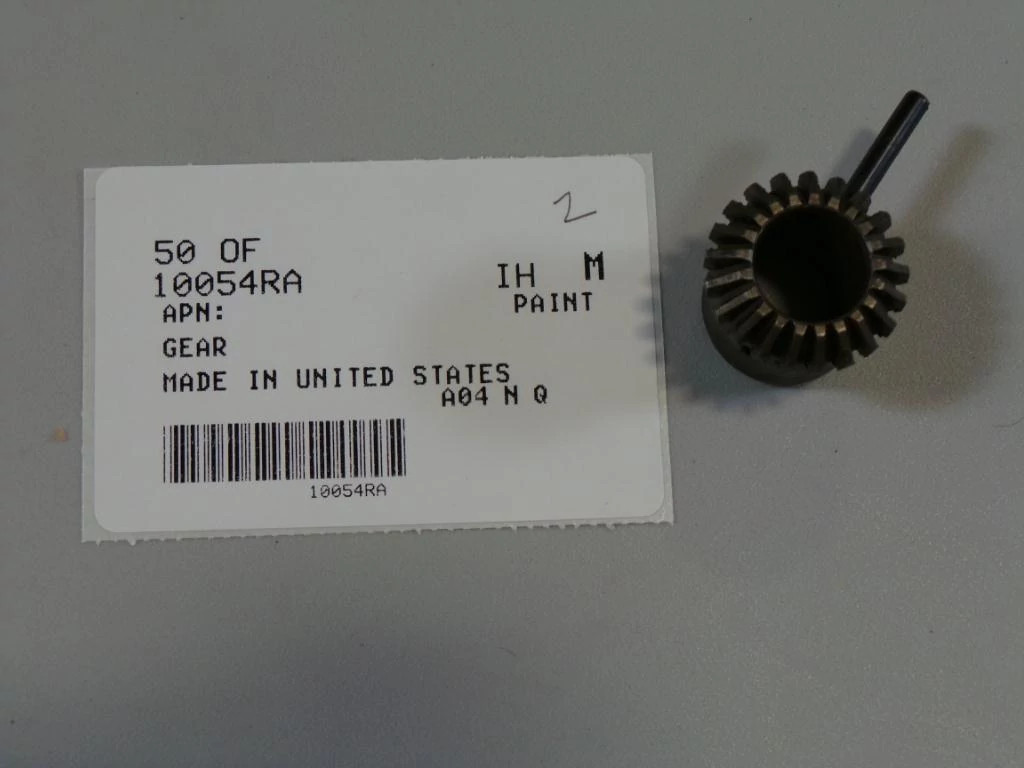 2
50 OF
10054RA
IH M
PAINT
APN:
GEAR
MADE IN UNITED STATES
A04 N Q
10054RA